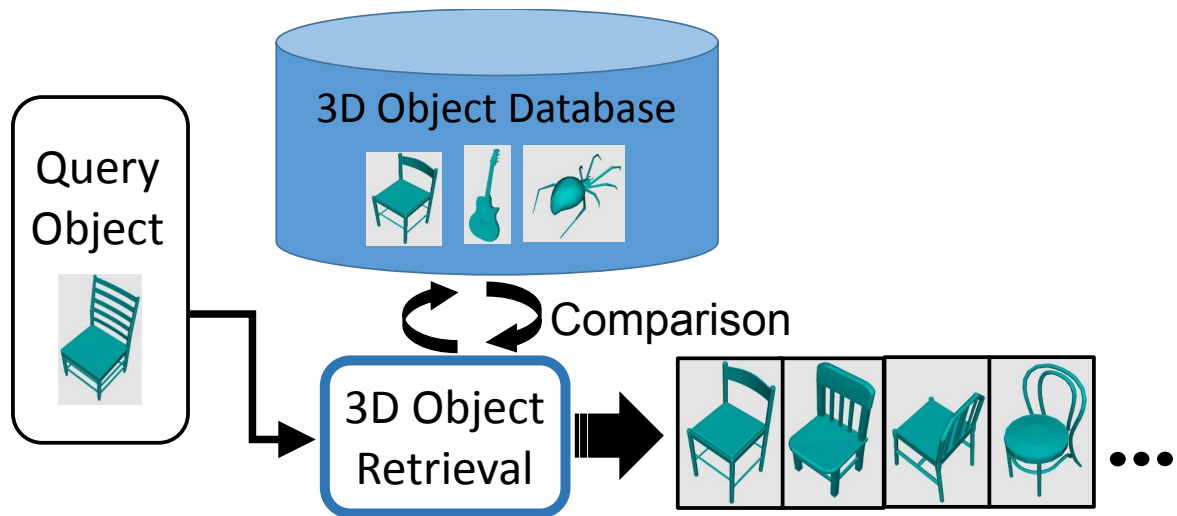 3D Object Database
Query
Object
Comparison
3D Object
Retrieval
...